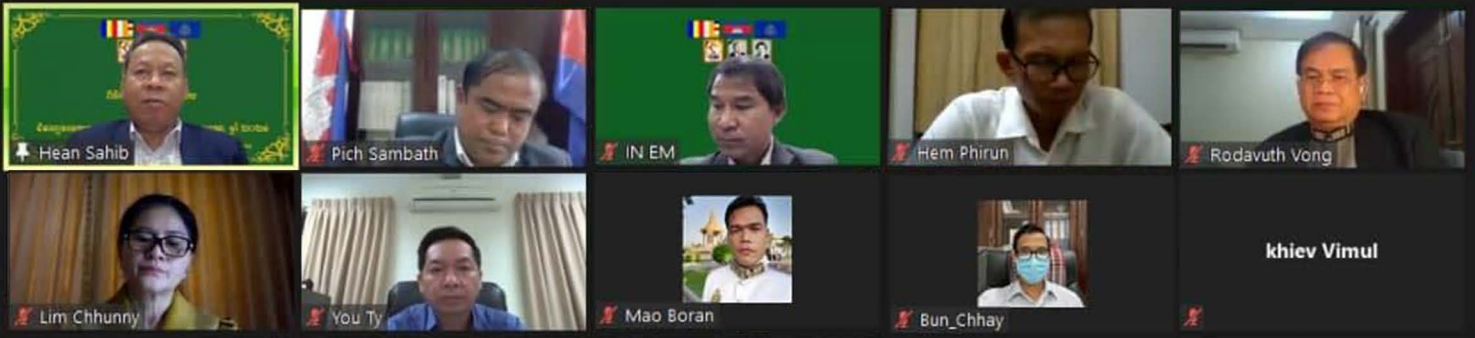 Hean Sahib
Pich Sambath
IN EM
Hem Phirun
Rodavuth Vong
Lim Chhunny
You Ty
Mao Boran
Bun_Chhay
khiev Vimul